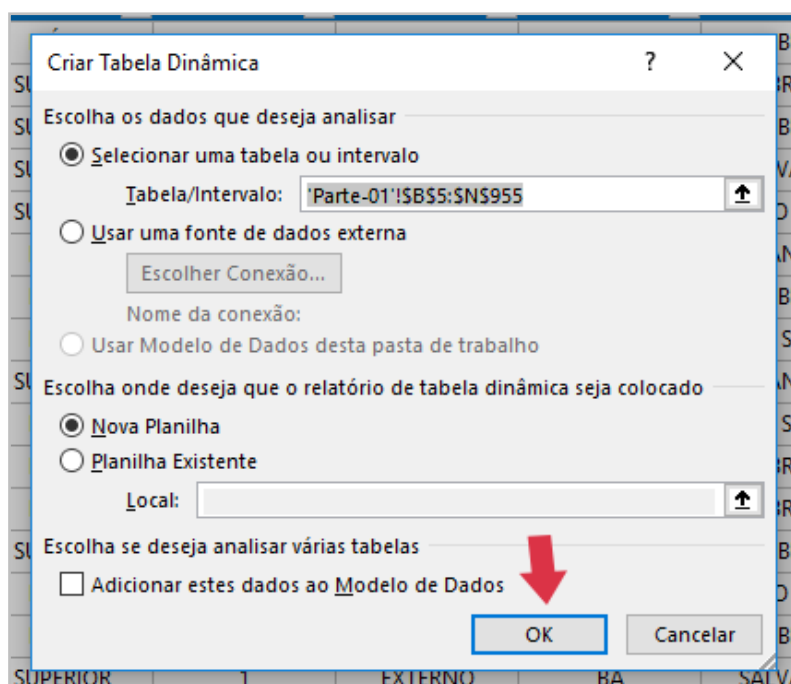 Criar Tabela Dinâmica ? X
Escolha os dados que deseja analisar
Selecionar uma tabela ou intervalo
Tabela/Intervalo: 'Parte-01'!$B$5:$N$955
Usar uma fonte de dados externa
Escolher Conexão...
Nome da conexão:
Usar Modelo de Dados desta pasta de trabalho
Escolha onde deseja que o relatório de tabela dinâmica seja colocado
Nova Planilha
Planilha Existente
Local:
Escolha se deseja analisar várias tabelas
Adicionar estes dados ao Modelo de Dados
OK Cancelar
SUPERIOR 1 EXTERNO BA